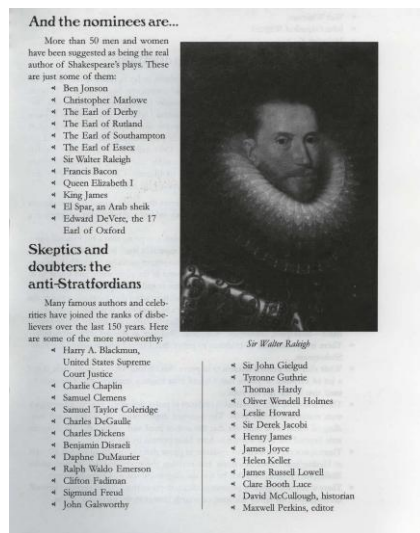 And the nominees are...
More than 50 men and women
have been suggested as being the real
author of Shakespeare's plays. These
are just some of them:
Ben Jonson
Christopher Marlowe
The Earl of Derby
The Earl of Rutland
The Earl of Southampton
The Earl of Essex
Sir Walter Raleigh
Francis Bacon
Queen Elizabeth I
King James
El Spar, an Arab sheik
Edward DeVere, the 17
Earl of Oxford
Skeptics and
doubters: the
anti-Stratfordians
Many famous authors and celeb-
rities have joined the ranks of disbe-
lievers over the last 150 years. Here
are some of the more noteworthy:
Harry A. Blackmun,
United States Supreme
Court Justice
Charlie Chaplin
Samuel Clemens
Samuel Taylor Coleridge
Charles DeGaulle
Charles Dickens
Benjamin Disraeli
Daphne DuMaurier
Ralph Waldo Emerson
Clifton Fadiman
Sigmund Freud
John Galsworthy
Sir Walter Raleigh
Sir John Gielgud
Tyronne Guthrie
Thomas Hardy
Oliver Wendell Holmes
Leslie Howard
Sir Derek Jacobi
Henry James
James Joyce
Helen Keller
James Russell Lowell
Clare Booth Luce
David McCullough, historian
Maxwell Perkins, editor